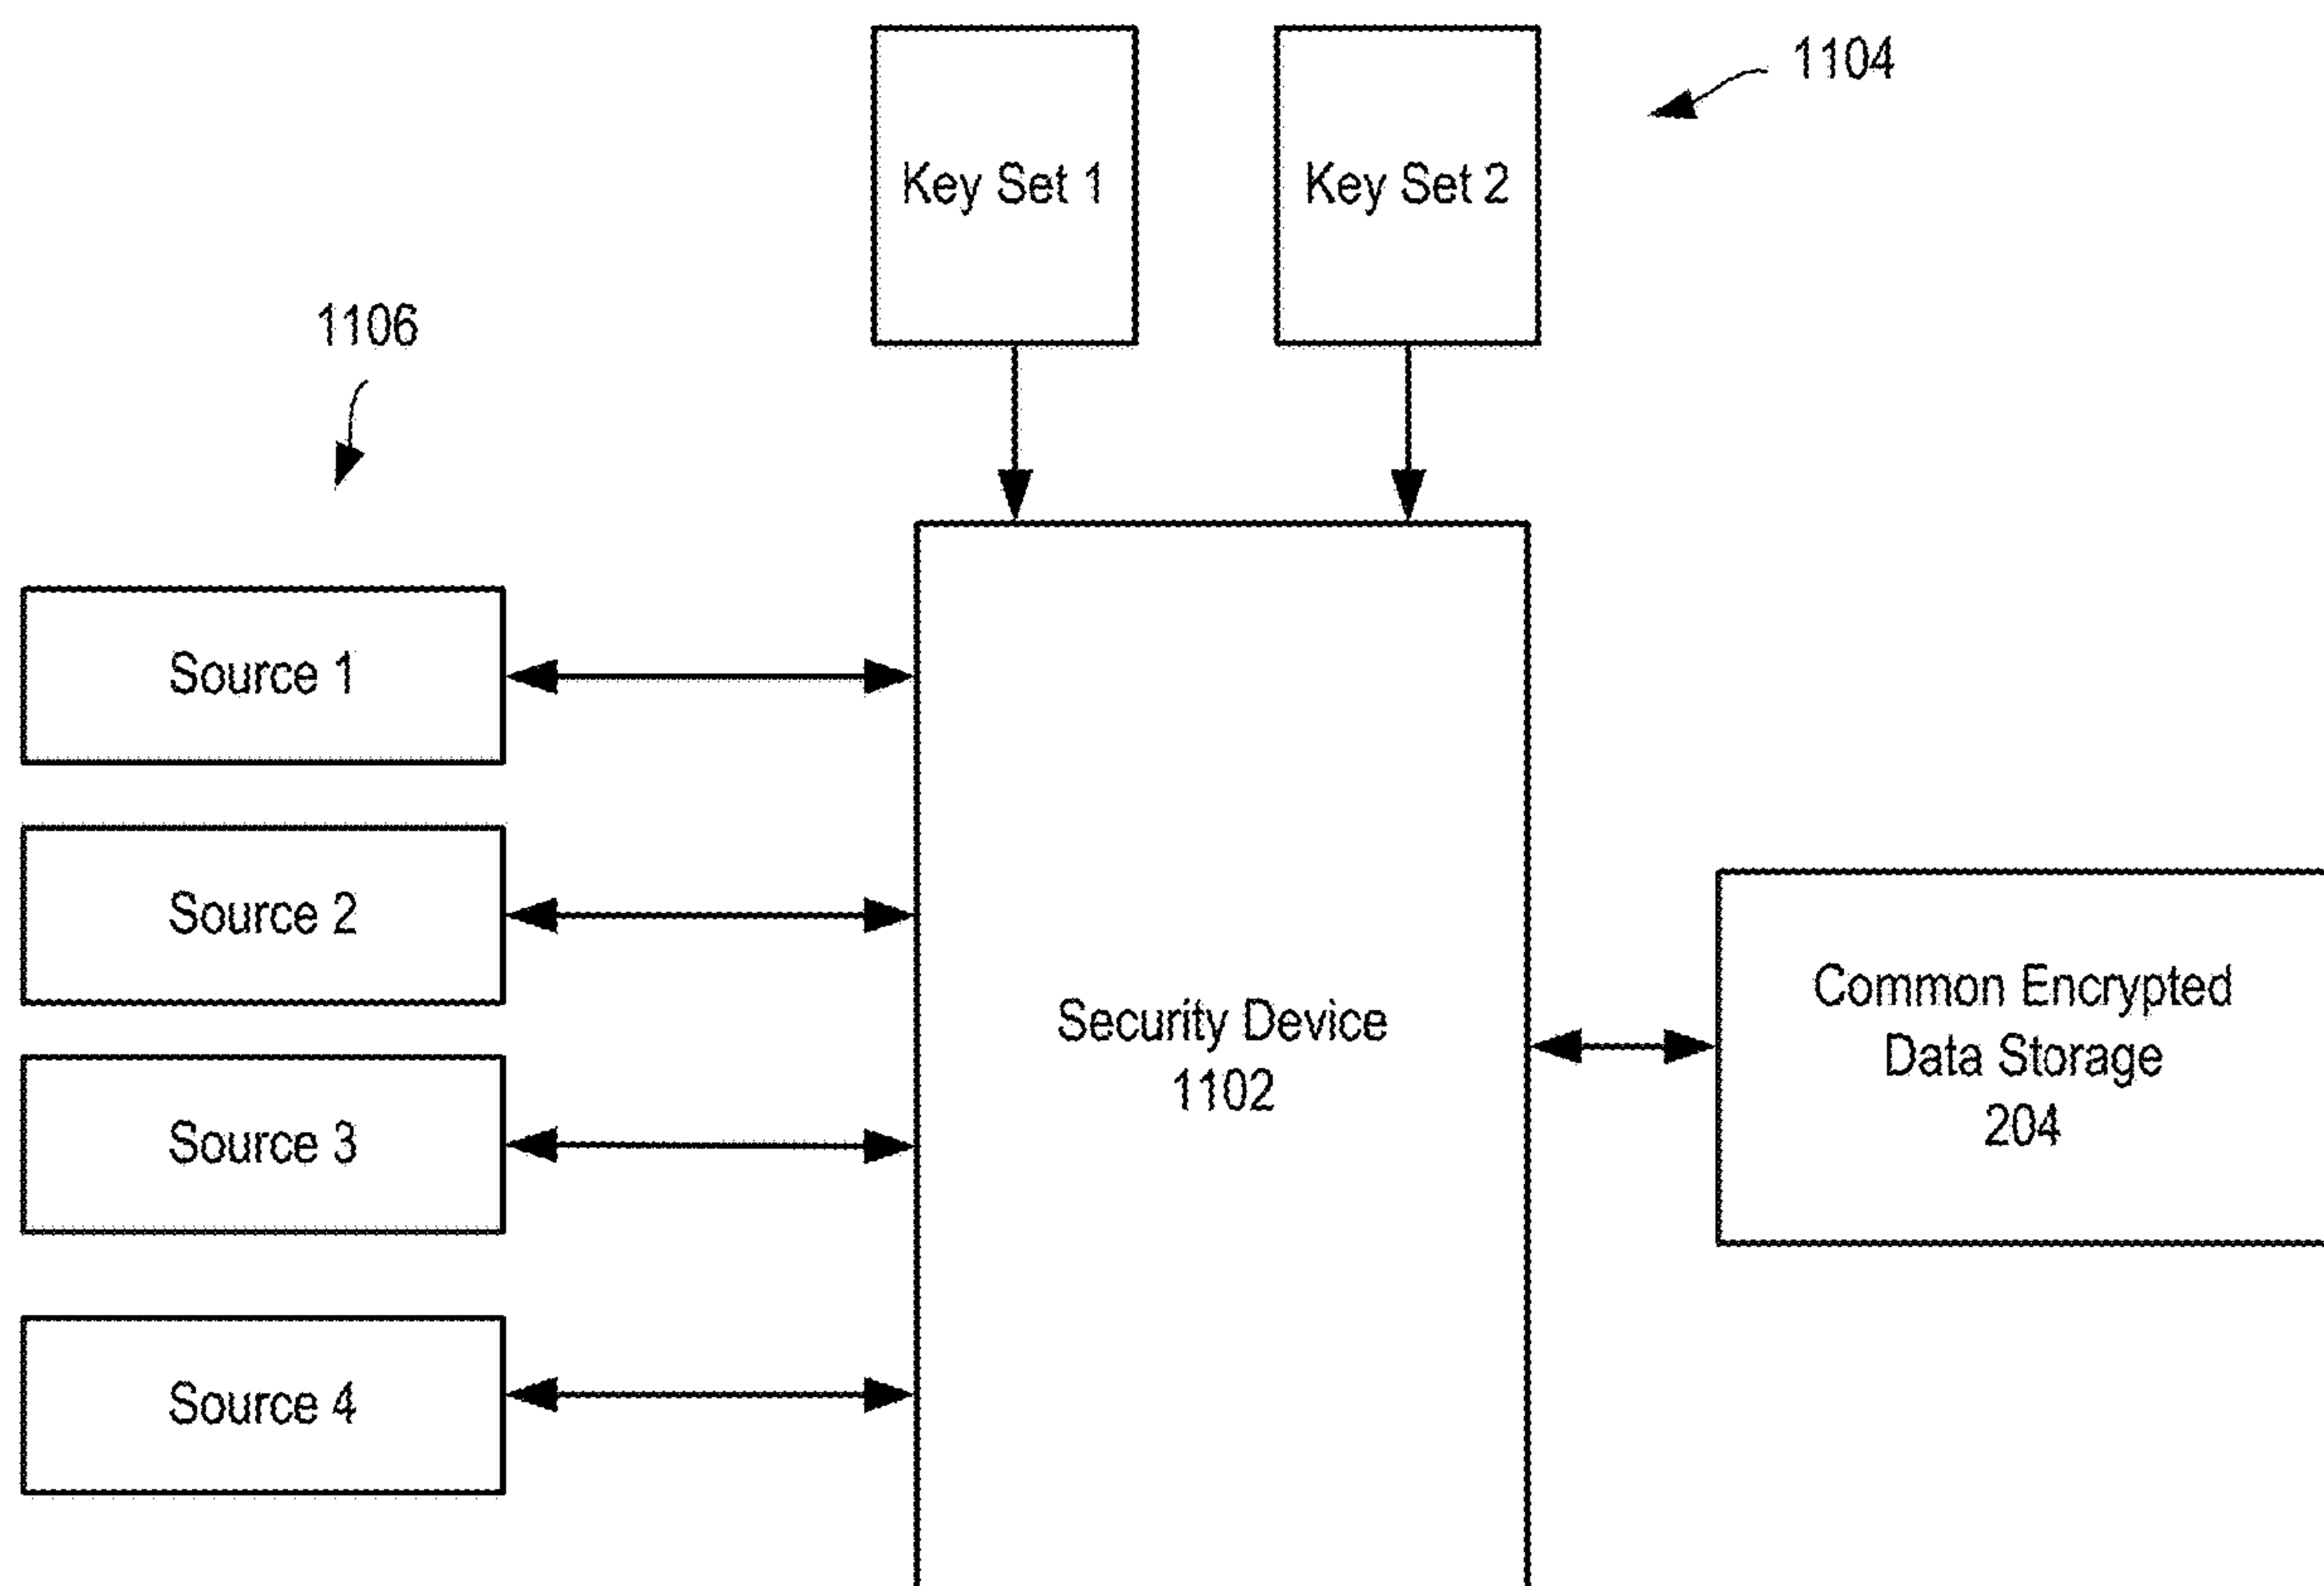 1104
Key Set 1
Key Set 2
1106
Source 1
Source 2
Source 3
Source 4
Security Device
1102
Common Encrypted
Data Storage
204